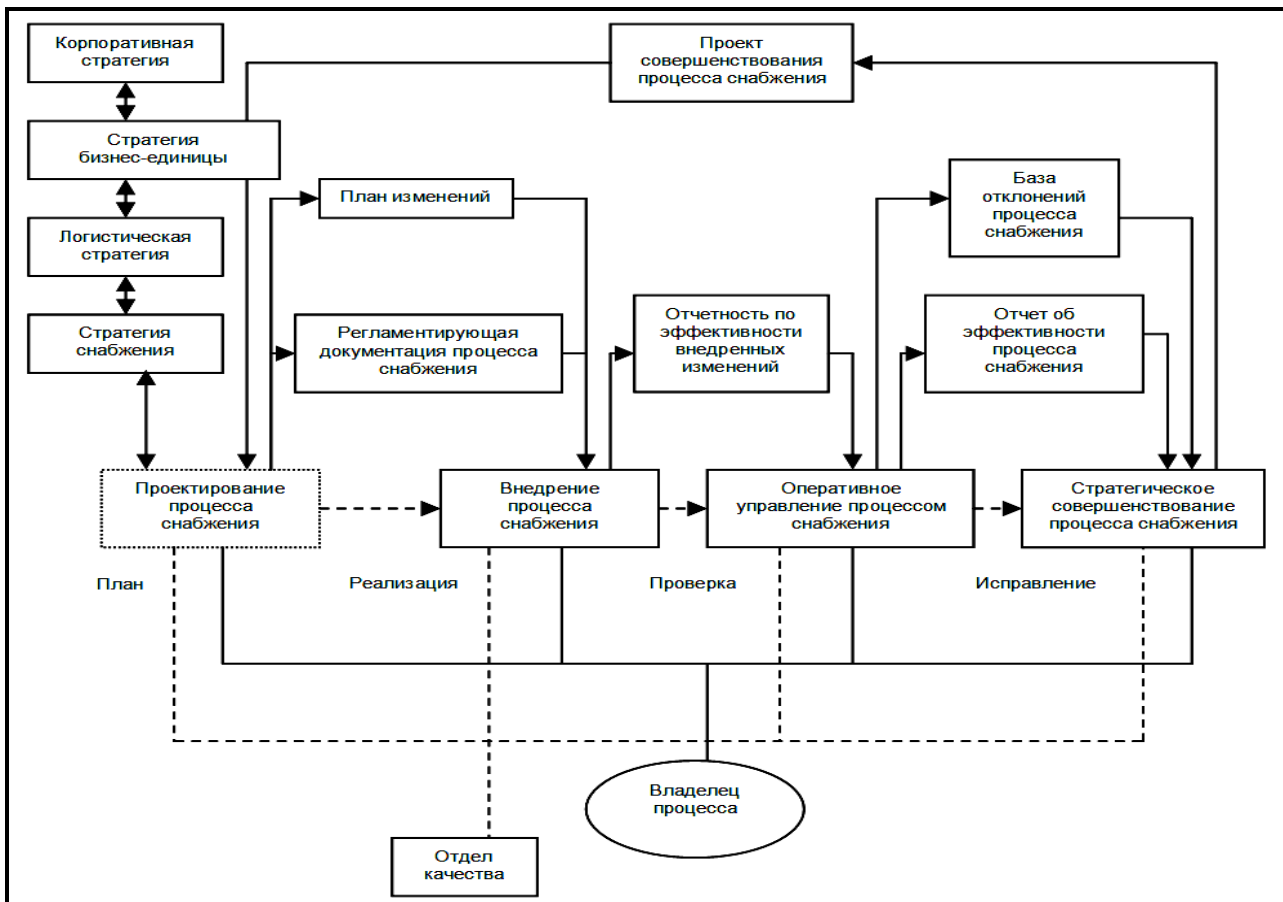 Корпоративная
стратегия
Проект
совершенствования
процесса снабжения
Стратегия
бизнес-единицы
План изменений
База
отклонений
процесса
снабжения
Логистическая
стратегия
Стратегия
снабжения
Регламентирующая
документация процесса
снабжения
Отчетность по
эффективности
внедренных
изменений
Отчет об
эффективности
процесса
снабжения
Проектирование
процесса
снабжения
Внедрение
процесса
снабжения
Оперативное
управление процессом
снабжения
Стратегическое
совершенствование
процесса снабжения
План
Реализация
Проверка
Исправление
Владелец
процесса
Отдел
качества